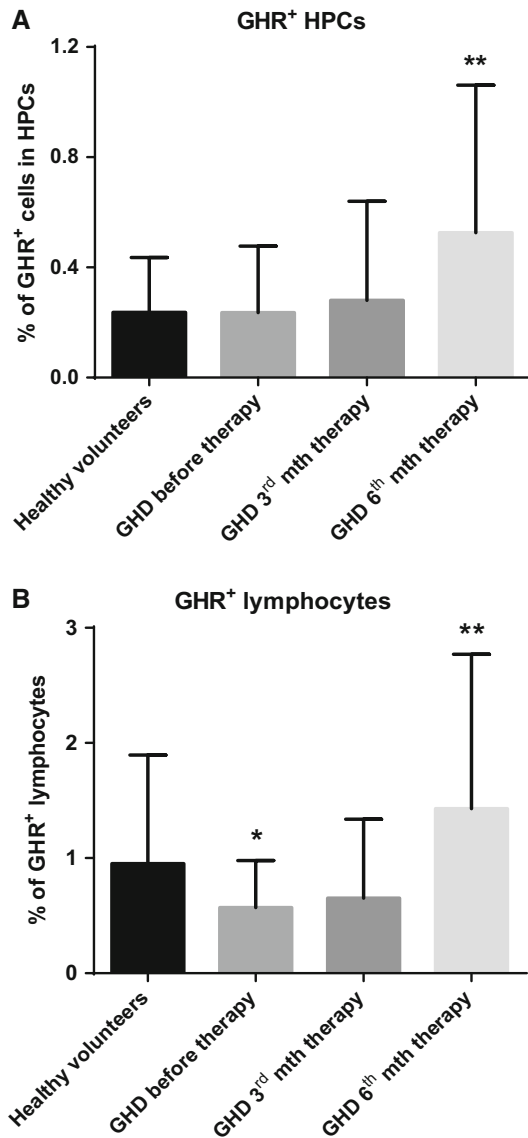 A
GHR⁺ HPCs
% of GHR⁺ cells in HPCs
1.2
0.8
0.4
0.0
**
Healthy volunteers
GHD before therapy
GHD 3ʳᵈ mth therapy
GHD 6ᵗʰ mth therapy
B
GHR⁺ lymphocytes
% of GHR⁺ lymphocytes
3
2
1
0
*
**
Healthy volunteers
GHD before therapy
GHD 3ʳᵈ mth therapy
GHD 6ᵗʰ mth therapy